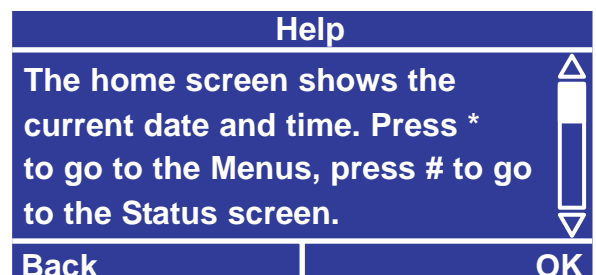 Help
The home screen shows the
current date and time. Press *
to go to the Menus, press # to go
to the Status screen.
Back OK